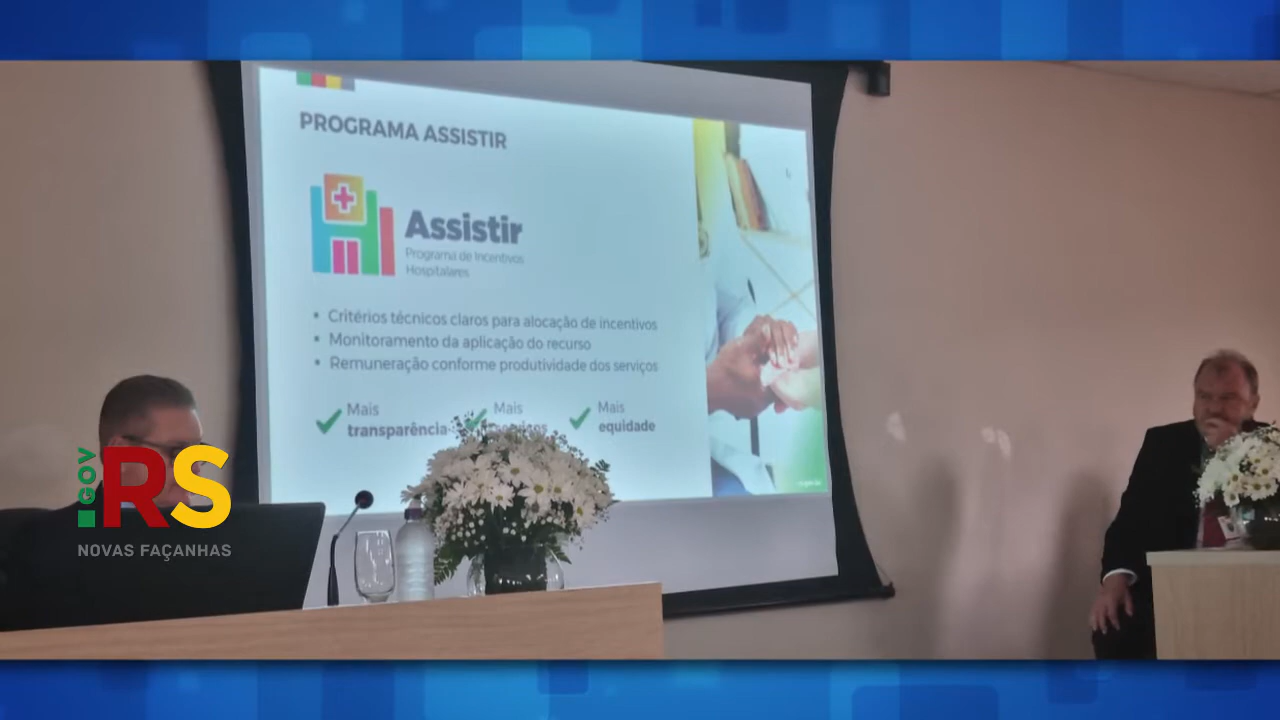 PROGRAMA ASSISTIR
Assistir
Programa de Incentivos
Hospitalares
• Critérios técnicos claros para alocação de incentivos
• Monitoramento da aplicação do recurso
• Remuneração conforme produtividade dos serviços
Mais
transparência
Mais
serviços
Mais
equidade
.GOV
RS
NOVAS FAÇANHAS